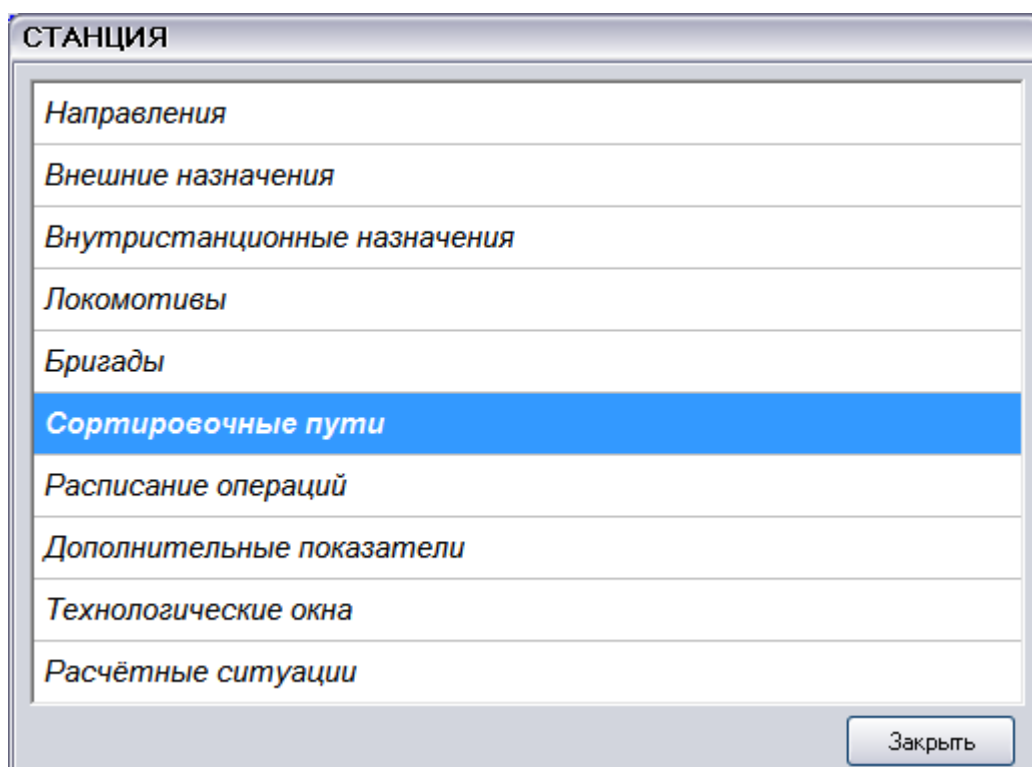 СТАНЦИЯ
Направления
Внешние назначения
Внутристанционные назначения
Локомотивы
Бригады
Сортировочные пути
Расписание операций
Дополнительные показатели
Технологические окна
Расчётные ситуации
Закрыть